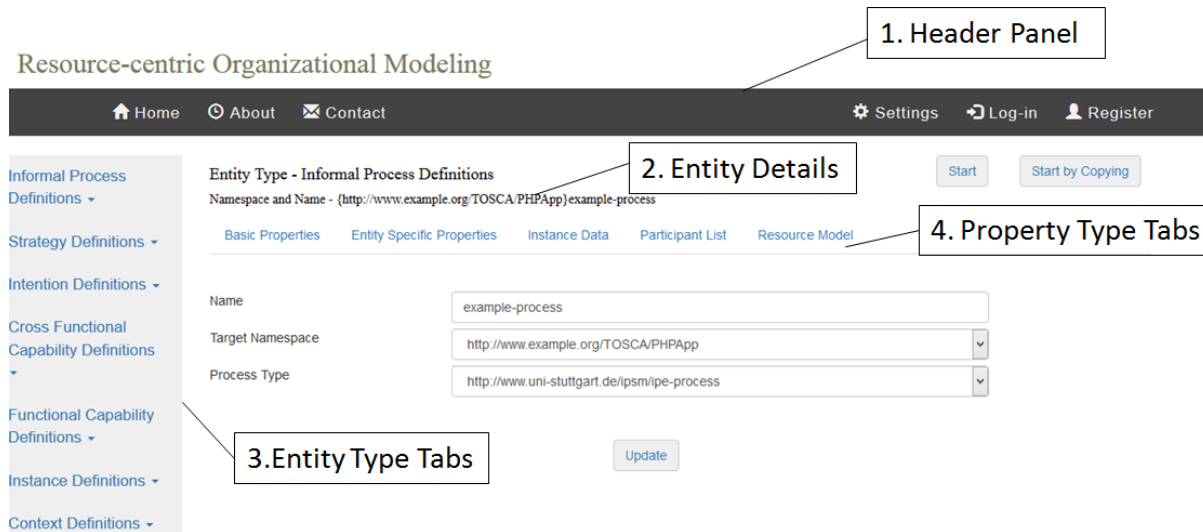 1. Header Panel
Resource-centric Organizational Modeling
Home About Contact Settings Log-in Register
Informal Process
Definitions
Strategy Definitions
Intention Definitions
Cross Functional
Capability Definitions
Functional Capability
Definitions
Instance Definitions
Context Definitions
Entity Type - Informal Process Definitions
2. Entity Details
Start Start by Copying
Namespace and Name - {http://www.example.org/TOSCA/PHPApp}example-process
Basic Properties Entity Specific Properties Instance Data Participant List Resource Model
4. Property Type Tabs
Name example-process
Target Namespace http://www.example.org/TOSCA/PHPApp
Process Type http://www.uni-stuttgart.de/ipsm/ipe-process
3.Entity Type Tabs
Update